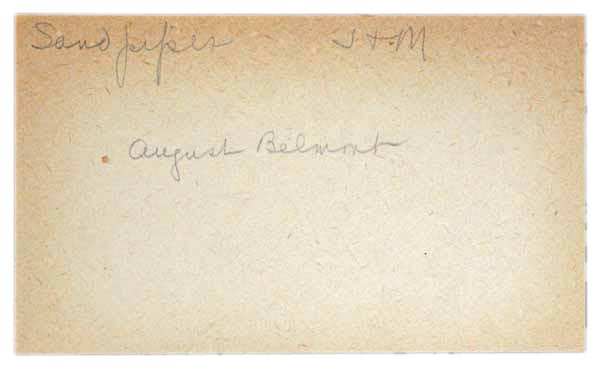 Sandpiper J + M
August Belmont